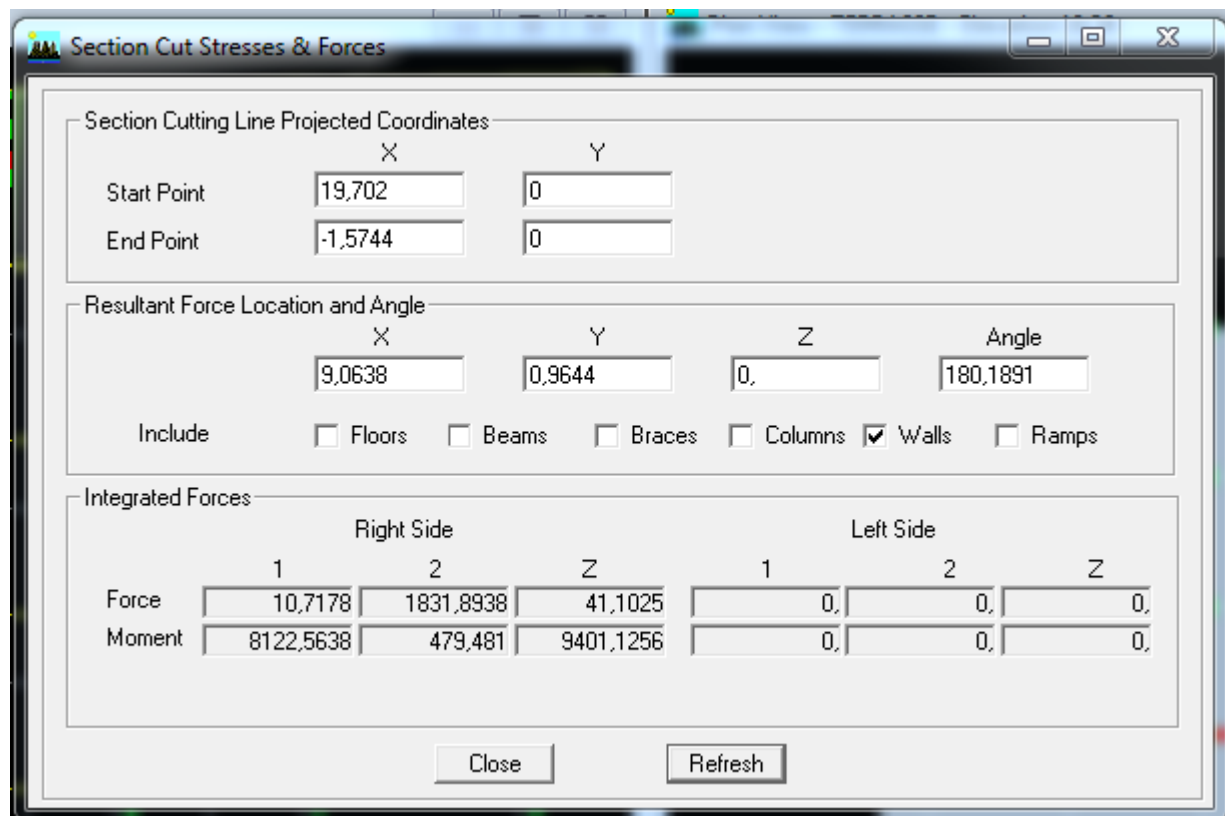 Section Cut Stresses & Forces
Section Cutting Line Projected Coordinates
X Y
Start Point 19,702 0
End Point -1,5744 0
Resultant Force Location and Angle
X Y Z Angle
9,0638 0,9644 0, 180,1891
Include Floors Beams Braces Columns Walls Ramps
Integrated Forces
Right Side Left Side
1 2 Z 1 2 Z
Force 10,7178 1831,8938 41,1025 0, 0, 0,
Moment 8122,5638 479,481 9401,1256 0, 0, 0,
Close Refresh